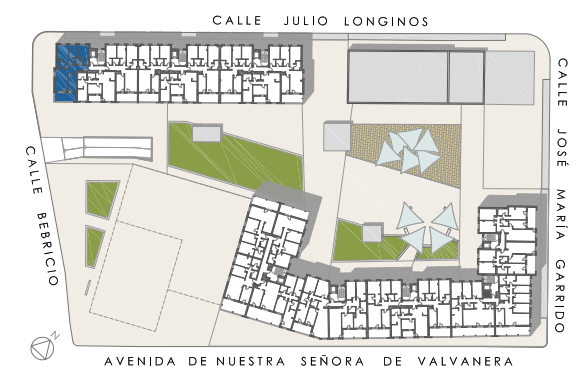 CALLE JULIO LONGINOS
CALLE JOSÉ MARÍA GARRIDO
CALLE BEBRICIO
N
AVENIDA DE NUESTRA SEÑORA DE VALVANERA